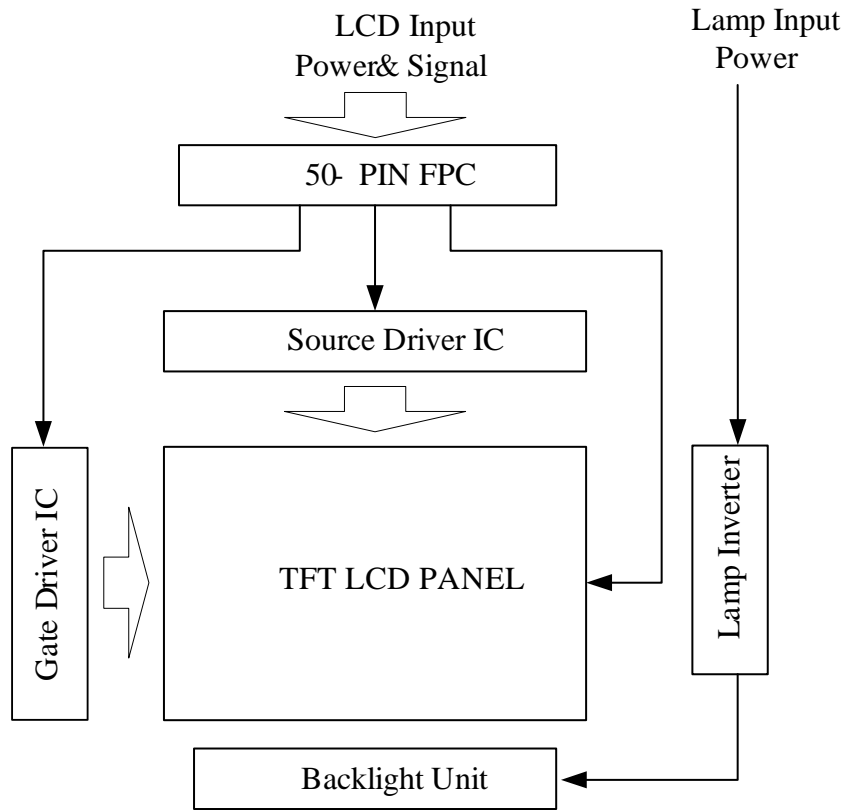 LCD Input
Power& Signal
Lamp Input
Power
50- PIN FPC
Source Driver IC
Gate Driver IC
TFT LCD PANEL
Lamp Inverter
Backlight Unit